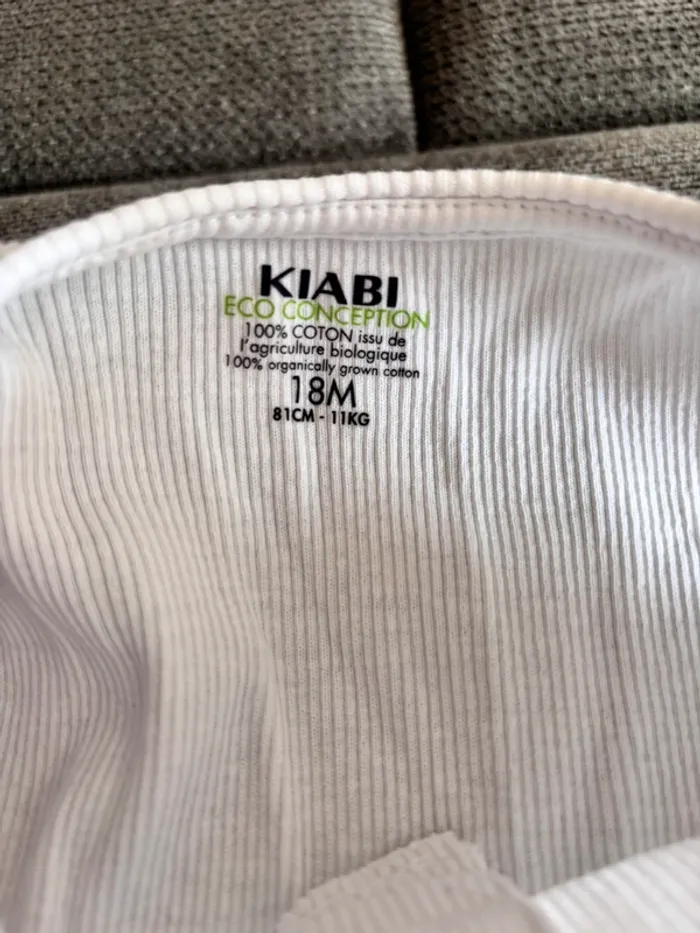 KIABI
ECO CONCEPTION
100% COTON issu de
l'agriculture biologique
100% organically grown cotton
18M
81CM - 11KG